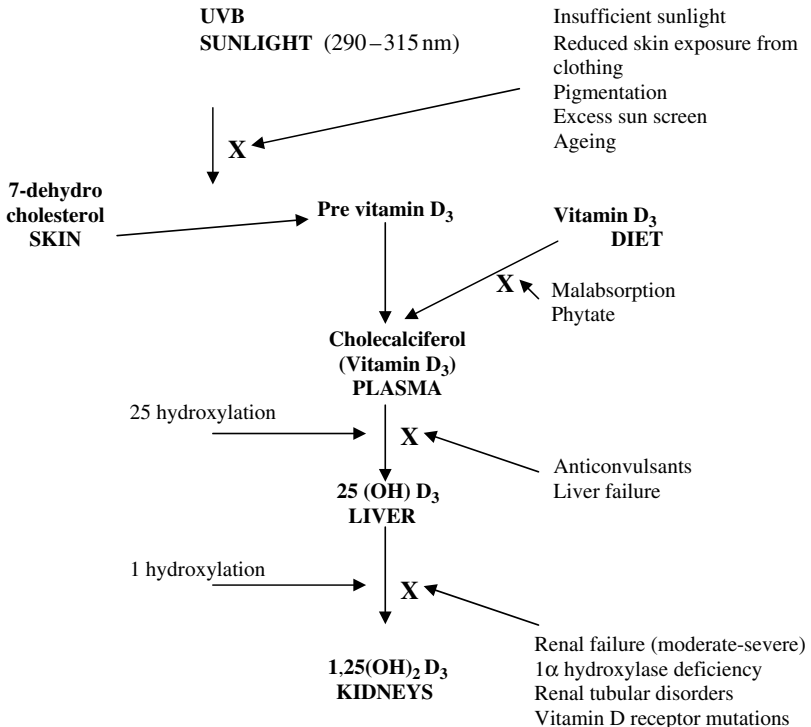 UVB
SUNLIGHT (290–315 nm)
Insufficient sunlight
Reduced skin exposure from
clothing
Pigmentation
Excess sun screen
Ageing
X
7-dehydro
cholesterol
SKIN
Pre vitamin D₃
Vitamin D₃
DIET
X
Malabsorption
Phytate
Cholecalciferol
(Vitamin D₃)
PLASMA
25 hydroxylation
X
Anticonvulsants
Liver failure
25 (OH) D₃
LIVER
1 hydroxylation
X
Renal failure (moderate-severe)
1α hydroxylase deficiency
Renal tubular disorders
Vitamin D receptor mutations
1,25(OH)₂ D₃
KIDNEYS